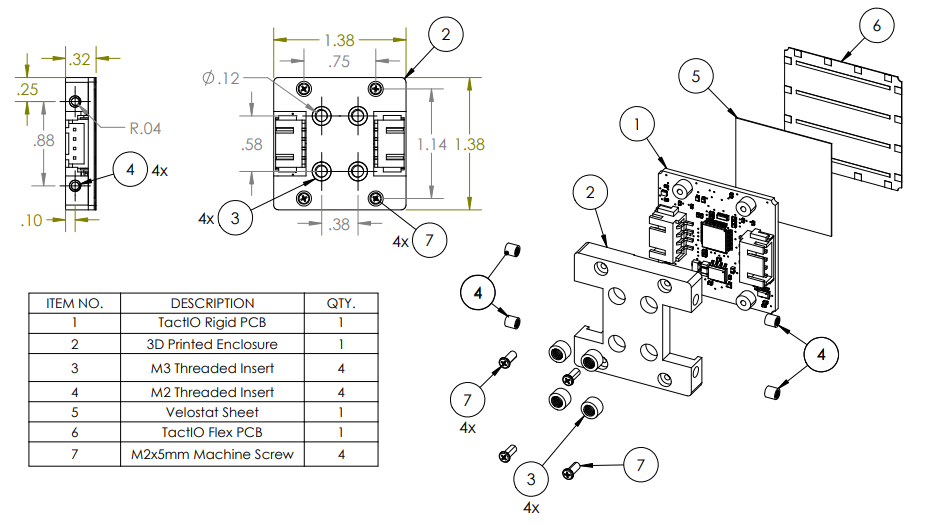 .32
.25
.88
R.04
4 4x
.10
2
1.38
.75
Ø.12
.58
1.14 1.38
4x 3
.38
4x 7
6
5
1
2
4
4
7
4x
3
4x
7
ITEM NO. DESCRIPTION QTY.
1 TactIO Rigid PCB 1
2 3D Printed Enclosure 1
3 M3 Threaded Insert 4
4 M2 Threaded Insert 4
5 Velostat Sheet 1
6 TactIO Flex PCB 1
7 M2x5mm Machine Screw 4